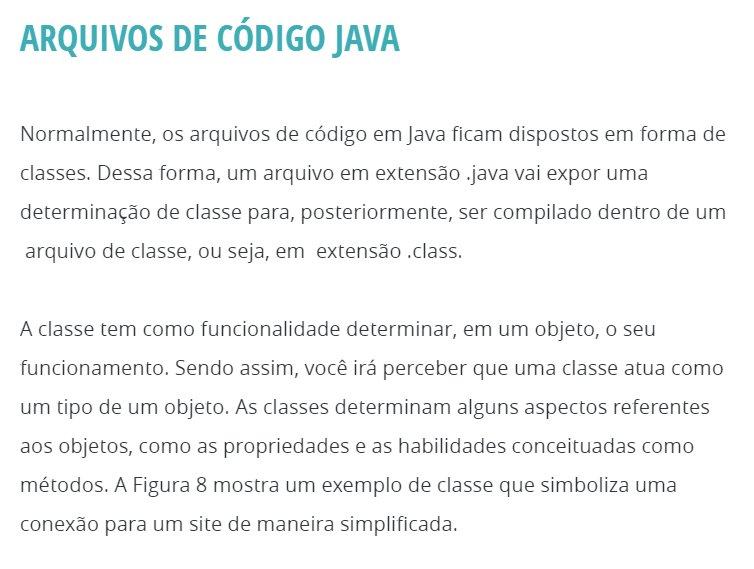 ARQUIVOS DE CÓDIGO JAVA
Normalmente, os arquivos de código em Java ficam dispostos em forma de
classes. Dessa forma, um arquivo em extensão .java vai expor uma
determinação de classe para, posteriormente, ser compilado dentro de um
arquivo de classe, ou seja, em  extensão .class.
A classe tem como funcionalidade determinar, em um objeto, o seu
funcionamento. Sendo assim, você irá perceber que uma classe atua como
um tipo de um objeto. As classes determinam alguns aspectos referentes
aos objetos, como as propriedades e as habilidades conceituadas como
métodos. A Figura 8 mostra um exemplo de classe que simboliza uma
conexão para um site de maneira simplificada.